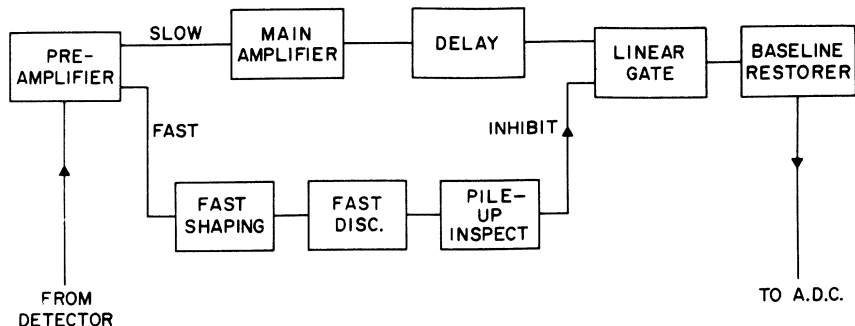 PRE-
AMPLIFIER
SLOW
MAIN
AMPLIFIER
DELAY
LINEAR
GATE
BASELINE
RESTORER
FAST
INHIBIT
FAST
SHAPING
FAST
DISC.
PILE-
UP
INSPECT
FROM
DETECTOR
TO A.D.C.